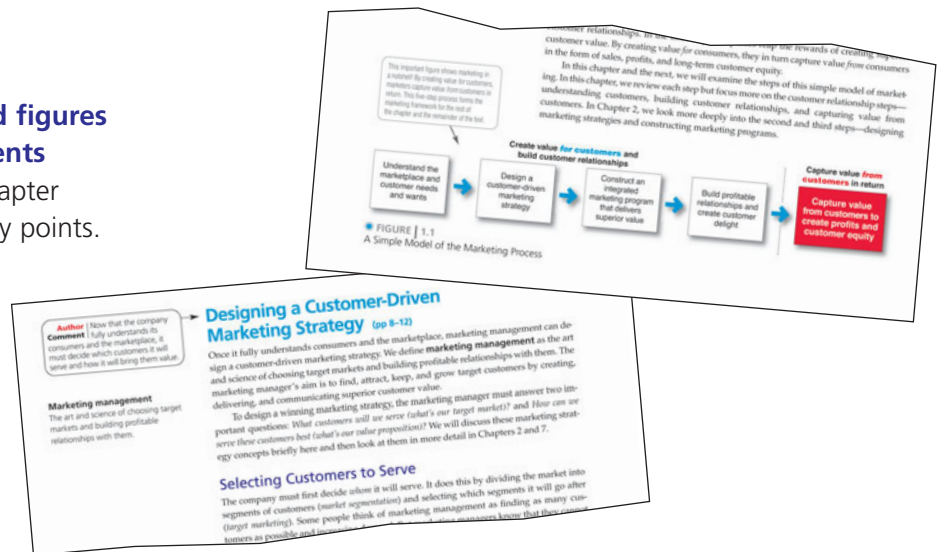 d figures
ents
apter
y points.
customer relationships. In the
the rewards of creating
customer value. By creating value for consumers, they in turn capture value from consumers
in the form of sales, profits, and long-term customer equity.
In this chapter and the next, we will examine the steps of this simple model of market-
ing. In this chapter, we review each step but focus more on the customer relationship steps—
understanding customers, building customer relationships, and capturing value from
customers. In Chapter 2, we look more deeply into the second and third steps—designing
marketing strategies and constructing marketing programs.
This important figure shows marketing in
a nutshell! By creating value for customers,
marketers capture value from customers in
return. This five-step process forms the
marketing framework for the rest of
the chapter and the remainder of the text.
Create value for customers and
build customer relationships
Capture value from
customers in return
Understand the
marketplace and
customer needs
and wants
Design a
customer-driven
marketing
strategy
Construct an
integrated
marketing program
that delivers
superior value
Build profitable
relationships and
create customer
delight
Capture value
from customers to
create profits and
customer equity
FIGURE | 1.1
A Simple Model of the Marketing Process
Author | Now that the company
Comment | fully understands its
consumers and the marketplace, it
must decide which customers it will
serve and how it will bring them value.
Marketing management
The art and science of choosing target
markets and building profitable
relationships with them.
Designing a Customer-Driven
Marketing Strategy (pp 8–12)
Once it fully understands consumers and the marketplace, marketing management can de-
sign a customer-driven marketing strategy. We define marketing management as the art
and science of choosing target markets and building profitable relationships with them. The
marketing manager's aim is to find, attract, keep, and grow target customers by creating,
delivering, and communicating superior customer value.
To design a winning marketing strategy, the marketing manager must answer two im-
portant questions: What customers will we serve (what's our target market)? and How can we
serve these customers best (what's our value proposition)? We will discuss these marketing strat-
egy concepts briefly here and then look at them in more detail in Chapters 2 and 7.
Selecting Customers to Serve
The company must first decide whom it will serve. It does this by dividing the market into
segments of customers (market segmentation) and selecting which segments it will go after
(target marketing). Some people think of marketing management as finding as many cus-
tomers as possible and increasing marketing managers know that they cannot